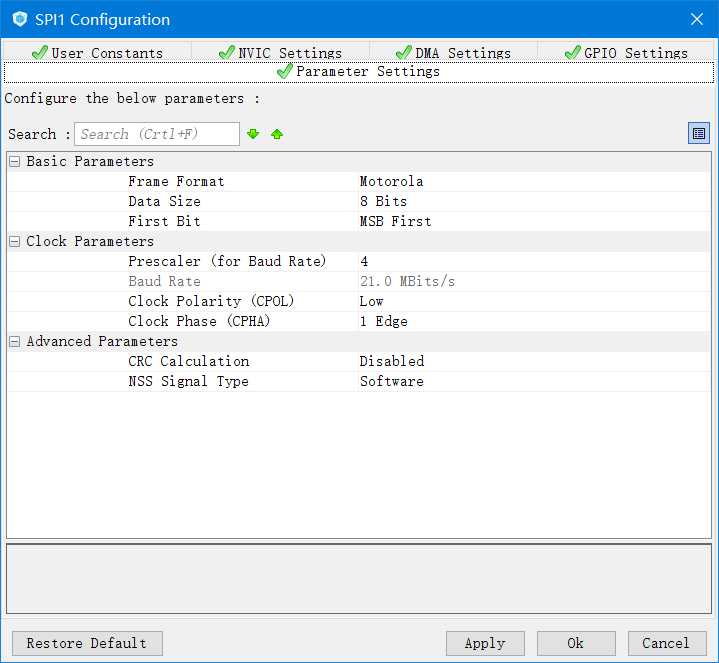 SPI1 Configuration
User Constants NVIC Settings DMA Settings GPIO Settings
Parameter Settings
Configure the below parameters :
Search : Search (Crtl+F)
Basic Parameters
Frame Format Motorola
Data Size 8 Bits
First Bit MSB First
Clock Parameters
Prescaler (for Baud Rate) 4
Baud Rate 21.0 MBits/s
Clock Polarity (CPOL) Low
Clock Phase (CPHA) 1 Edge
Advanced Parameters
CRC Calculation Disabled
NSS Signal Type Software
Restore Default Apply Ok Cancel